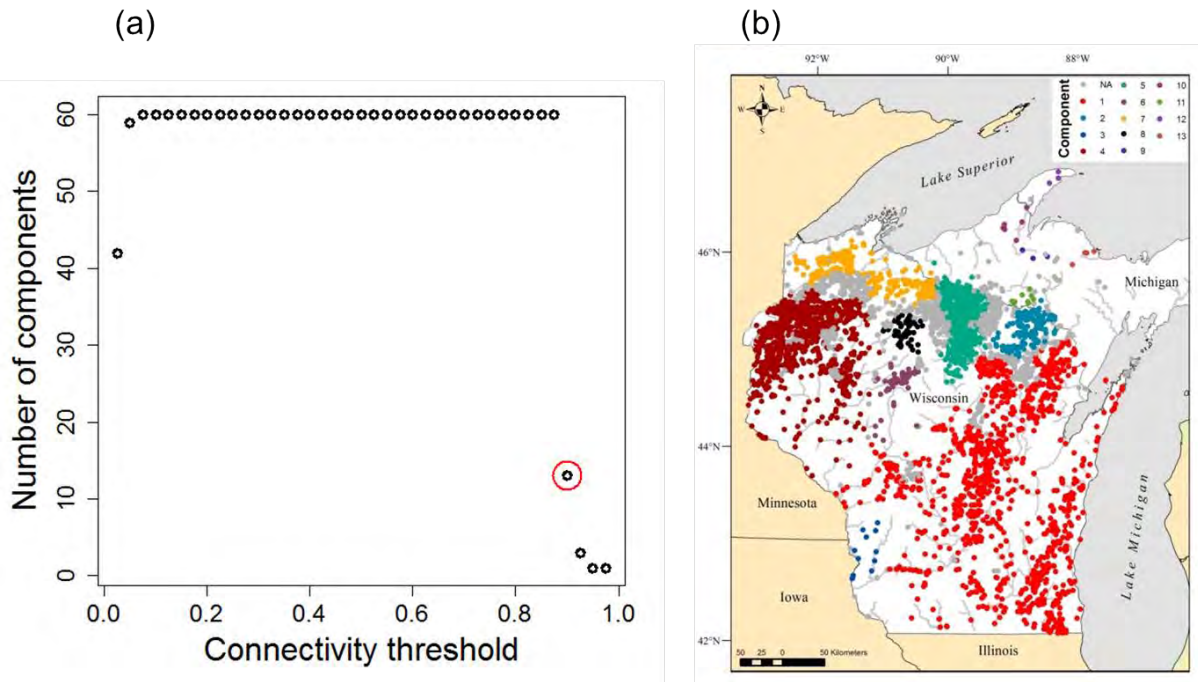 (a)
(b)
Number of components
60
50
40
30
20
10
0
0.0 0.2 0.4 0.6 0.8 1.0
Connectivity threshold
92°W 90°W 88°W
N
W E
S
Component
NA 5 10
1 6 11
2 7 12
3 8 13
4 9
Lake Superior
46°N
Michigan
Wisconsin
44°N
Minnesota
Lake Michigan
Iowa
42°N
Illinois
50 25 0 50 Kilometers